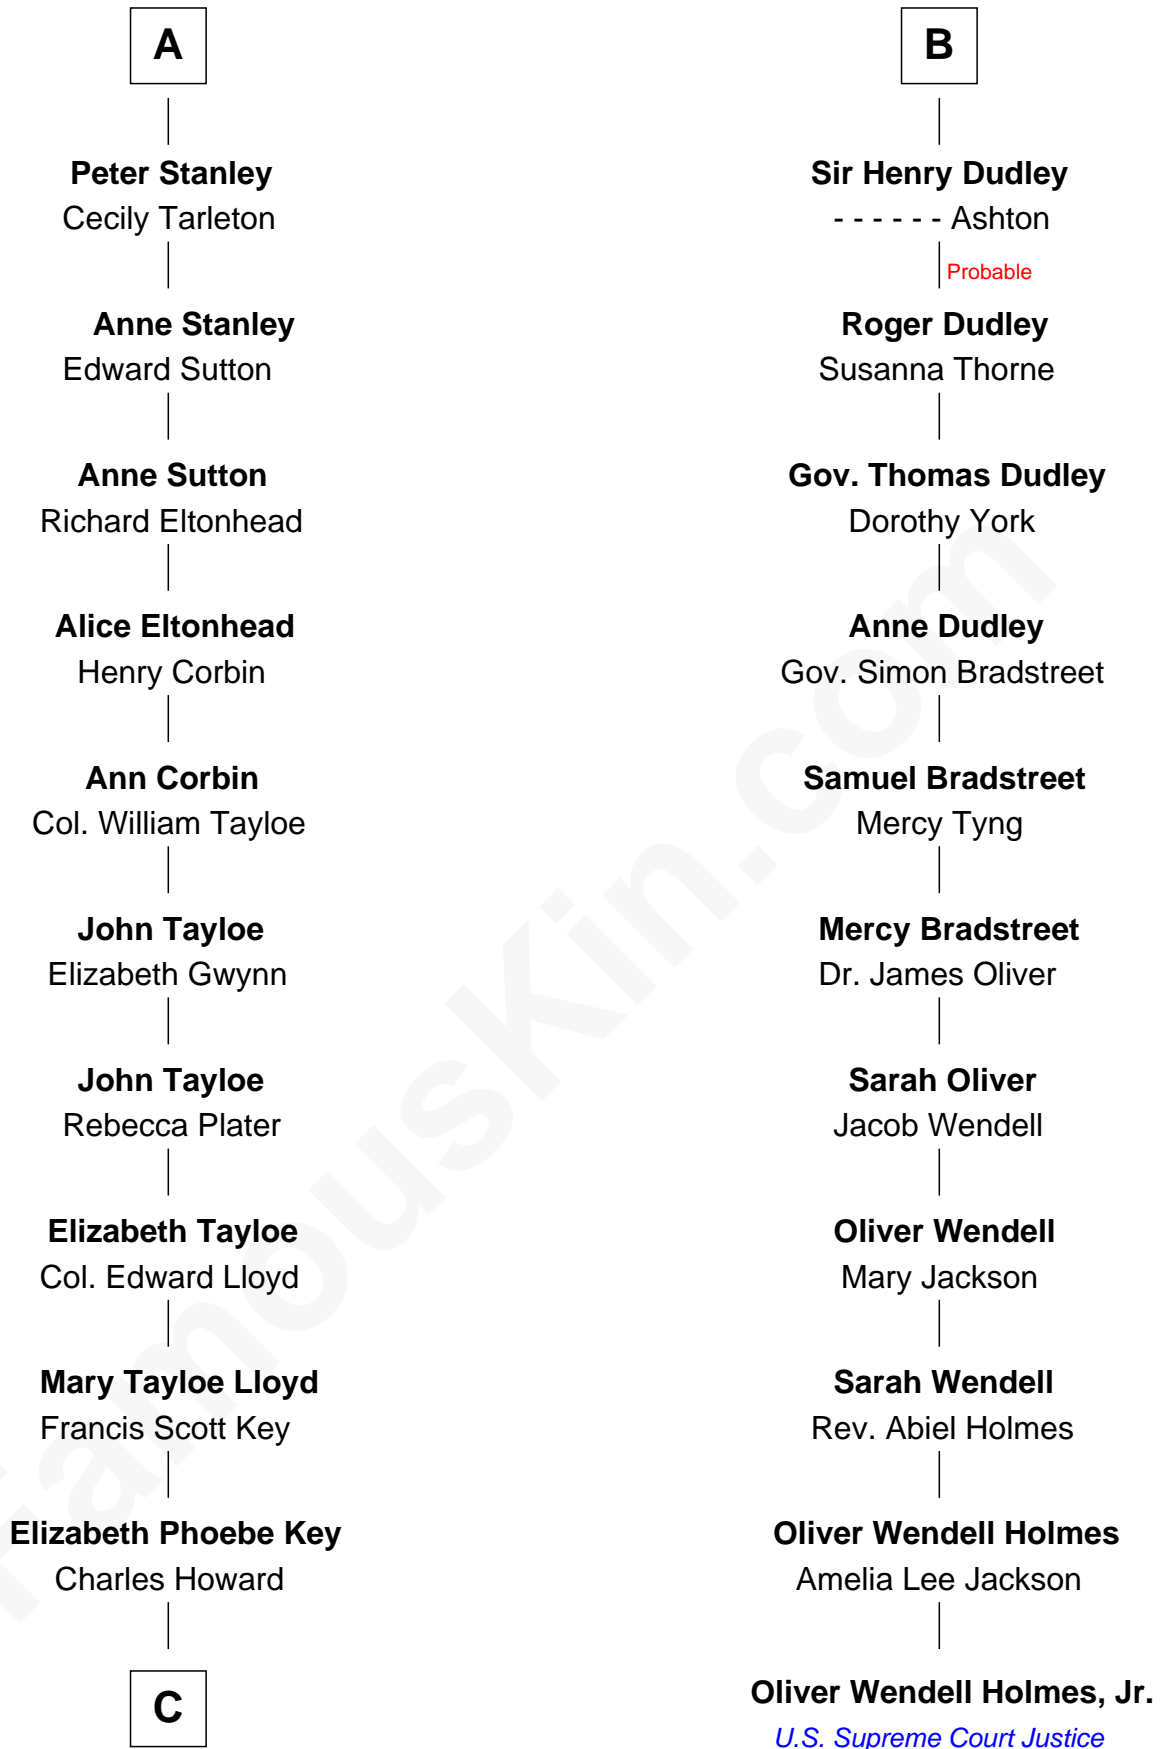 A
Peter Stanley
Cecily Tarleton
Anne Stanley
Edward Sutton
Anne Sutton
Richard Eltonhead
Alice Eltonhead
Henry Corbin
Ann Corbin
Col. William Tayloe
John Tayloe
Elizabeth Gwynn
John Tayloe
Rebecca Plater
Elizabeth Tayloe
Col. Edward Lloyd
Mary Tayloe Lloyd
Francis Scott Key
Elizabeth Phoebe Key
Charles Howard
C
B
Sir Henry Dudley
- - - - - - Ashton
Probable
Roger Dudley
Susanna Thorne
Gov. Thomas Dudley
Dorothy York
Anne Dudley
Gov. Simon Bradstreet
Samuel Bradstreet
Mercy Tyng
Mercy Bradstreet
Dr. James Oliver
Sarah Oliver
Jacob Wendell
Oliver Wendell
Mary Jackson
Sarah Wendell
Rev. Abiel Holmes
Oliver Wendell Holmes
Amelia Lee Jackson
Oliver Wendell Holmes, Jr.
U.S. Supreme Court Justice
FamousKin.com